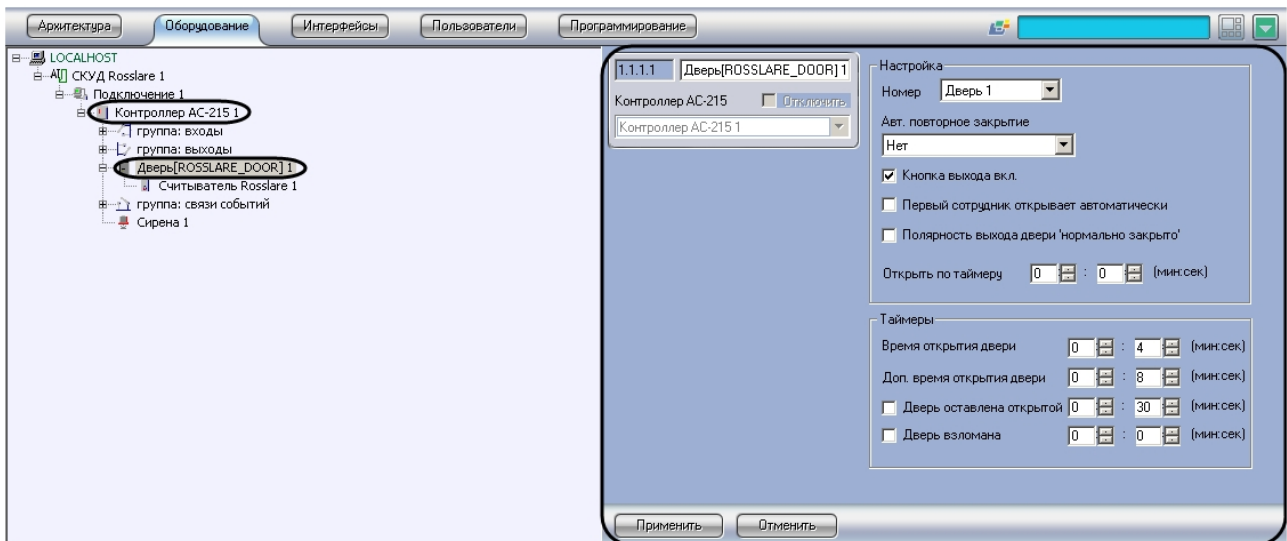 Архитектура Оборудование Интерфейсы Пользователи Программирование
LOCALHOST
СКУД Rosslare 1
Подключение 1
Контроллер AC-215 1
группа: входы
группа: выходы
Дверь[ROSSLARE_DOOR] 1
Считыватель Rosslare 1
группа: связи событий
Сирена 1
1.1.1.1 Дверь[ROSSLARE_DOOR] 1
Контроллер AC-215 Отключить
Контроллер AC-215 1
Настройка
Номер Дверь 1
Авт. повторное закрытие
Нет
Кнопка выхода вкл.
Первый сотрудник открывает автоматически
Полярность выхода двери 'нормально закрыто'
Открыть по таймеру 0 : 0 (мин:сек)
Таймеры
Время открытия двери 0 : 4 (мин:сек)
Доп. время открытия двери 0 : 8 (мин:сек)
Дверь оставлена открытой 0 : 30 (мин:сек)
Дверь взломана 0 : 0 (мин:сек)
Применить Отменить